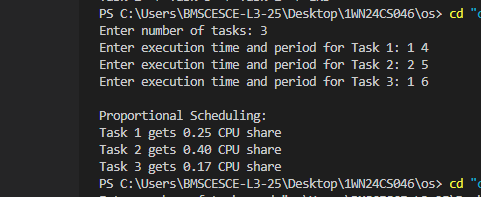 PS C:\Users\BMSCESCE-L3-25\Desktop\1WN24CS046\os> cd "
Enter number of tasks: 3
Enter execution time and period for Task 1: 1 4
Enter execution time and period for Task 2: 2 5
Enter execution time and period for Task 3: 1 6
Proportional Scheduling:
Task 1 gets 0.25 CPU share
Task 2 gets 0.40 CPU share
Task 3 gets 0.17 CPU share
PS C:\Users\BMSCESCE-L3-25\Desktop\1WN24CS046\os> cd "